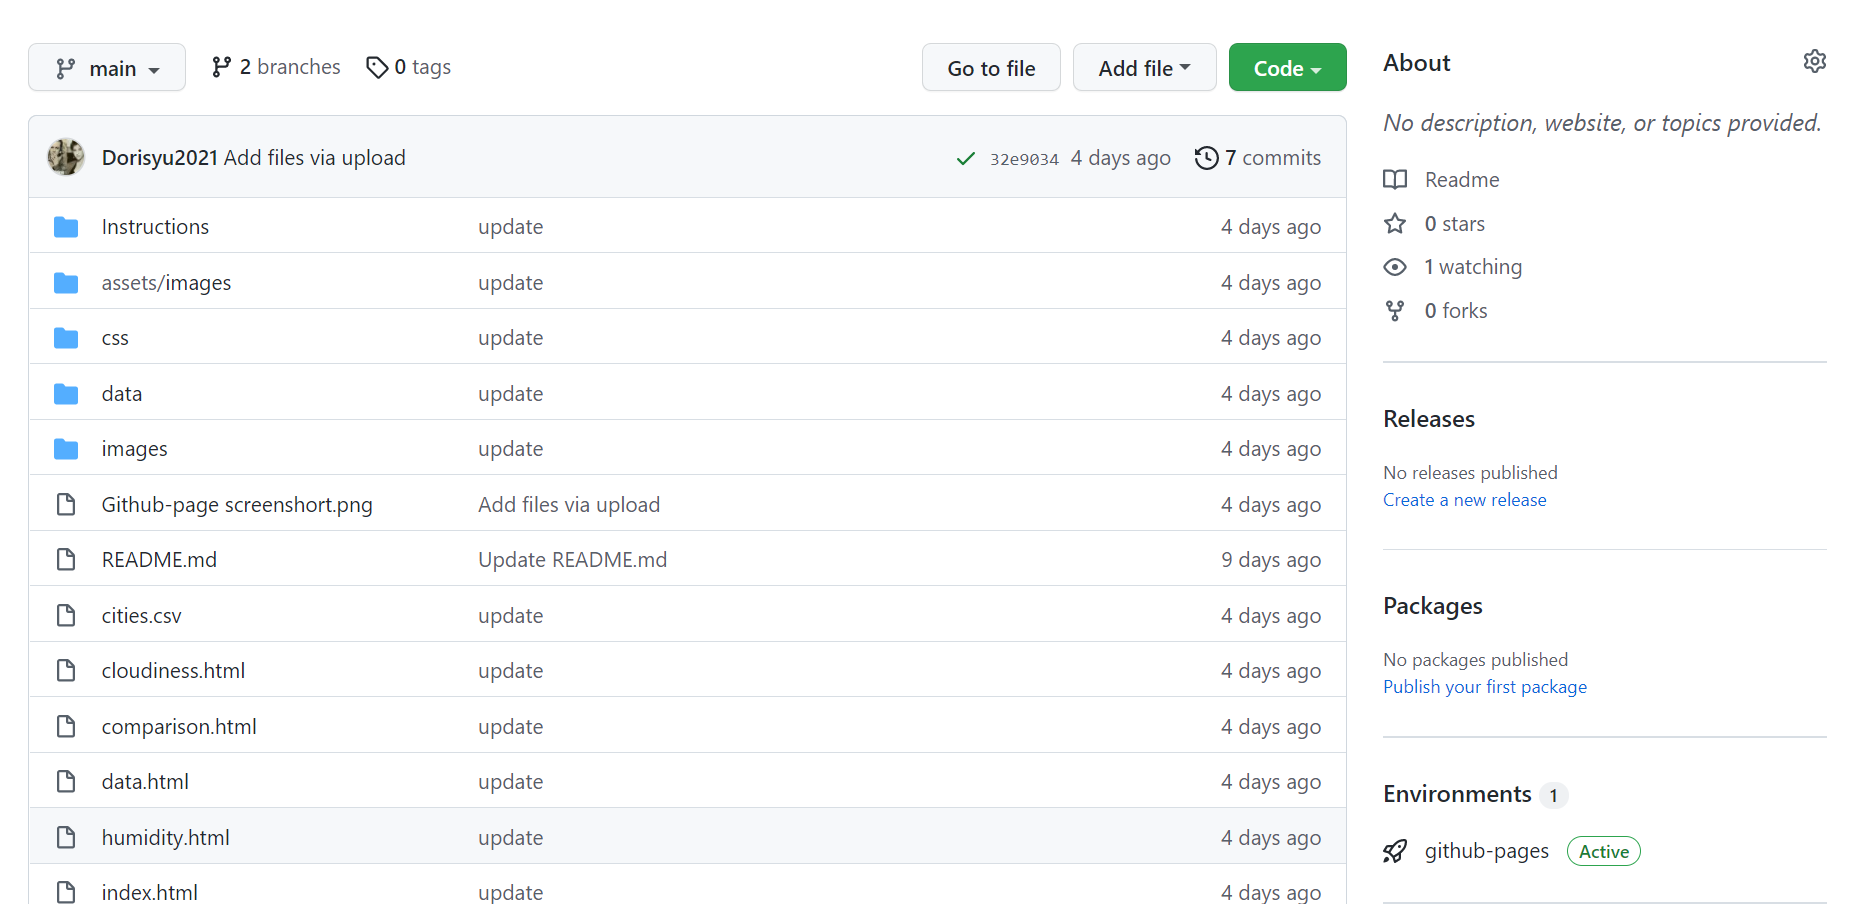 main 2 branches 0 tags Go to file Add file Code
Dorisyu2021 Add files via upload 32e9034 4 days ago 7 commits
Instructions update 4 days ago
assets/images update 4 days ago
css update 4 days ago
data update 4 days ago
images update 4 days ago
Github-page screenshort.png Add files via upload 4 days ago
README.md Update README.md 9 days ago
cities.csv update 4 days ago
cloudiness.html update 4 days ago
comparison.html update 4 days ago
data.html update 4 days ago
humidity.html update 4 days ago
index.html update 4 days ago
About
No description, website, or topics provided.
Readme
0 stars
1 watching
0 forks
Releases
No releases published
Create a new release
Packages
No packages published
Publish your first package
Environments 1
github-pages Active